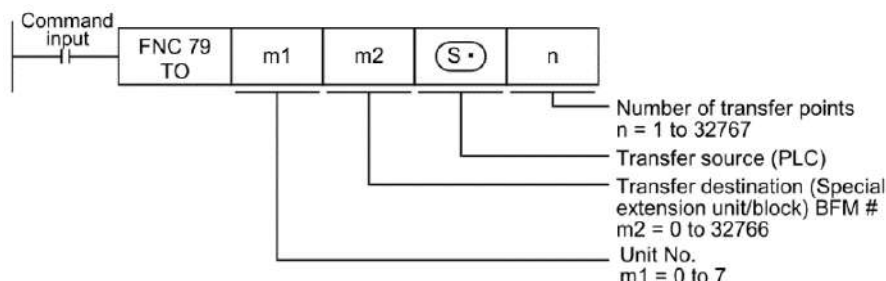 Command
input
FNC 79
TO
m1
m2
S •
n
Number of transfer points
n = 1 to 32767
Transfer source (PLC)
Transfer destination (Special
extension unit/block) BFM #
m2 = 0 to 32766
Unit No.
m1 = 0 to 7